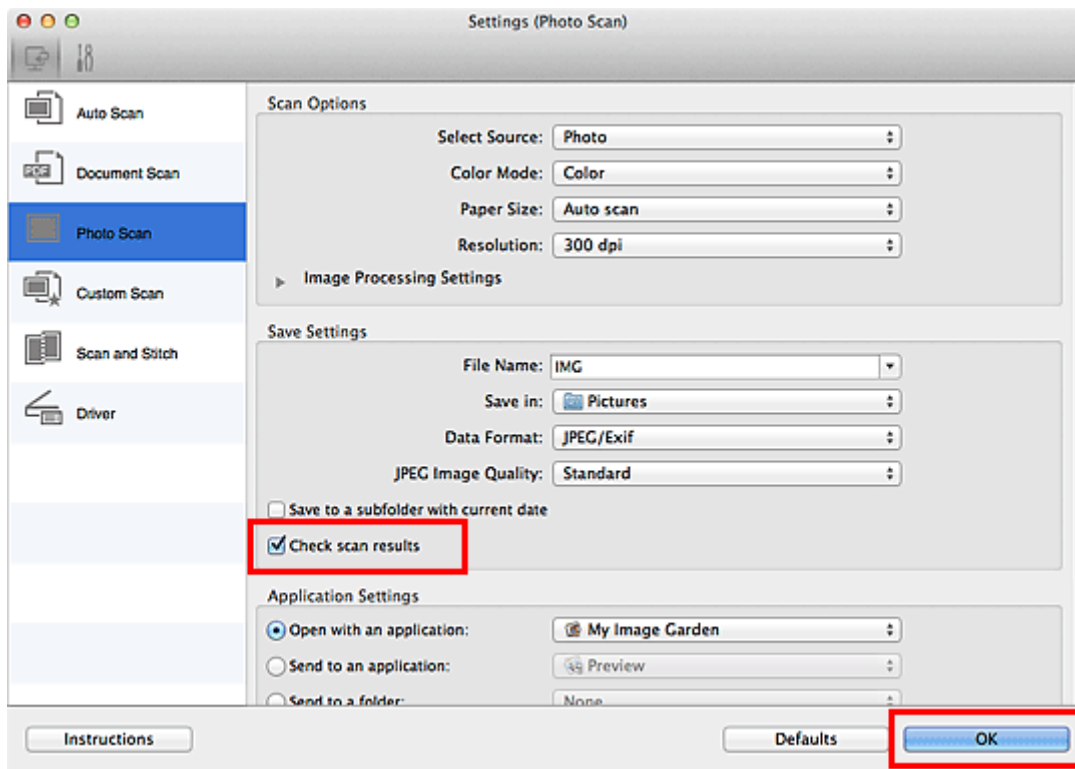 Settings (Photo Scan)
Auto Scan
PDF
Document Scan
Photo Scan
Custom Scan
Scan and Stitch
Driver
Scan Options
Select Source: Photo
Color Mode: Color
Paper Size: Auto scan
Resolution: 300 dpi
Image Processing Settings
Save Settings
File Name: IMG
Save in: Pictures
Data Format: JPEG/Exif
JPEG Image Quality: Standard
Save to a subfolder with current date
Check scan results
Application Settings
Open with an application: My Image Garden
Send to an application: Preview
Send to a folder: None
Instructions Defaults OK